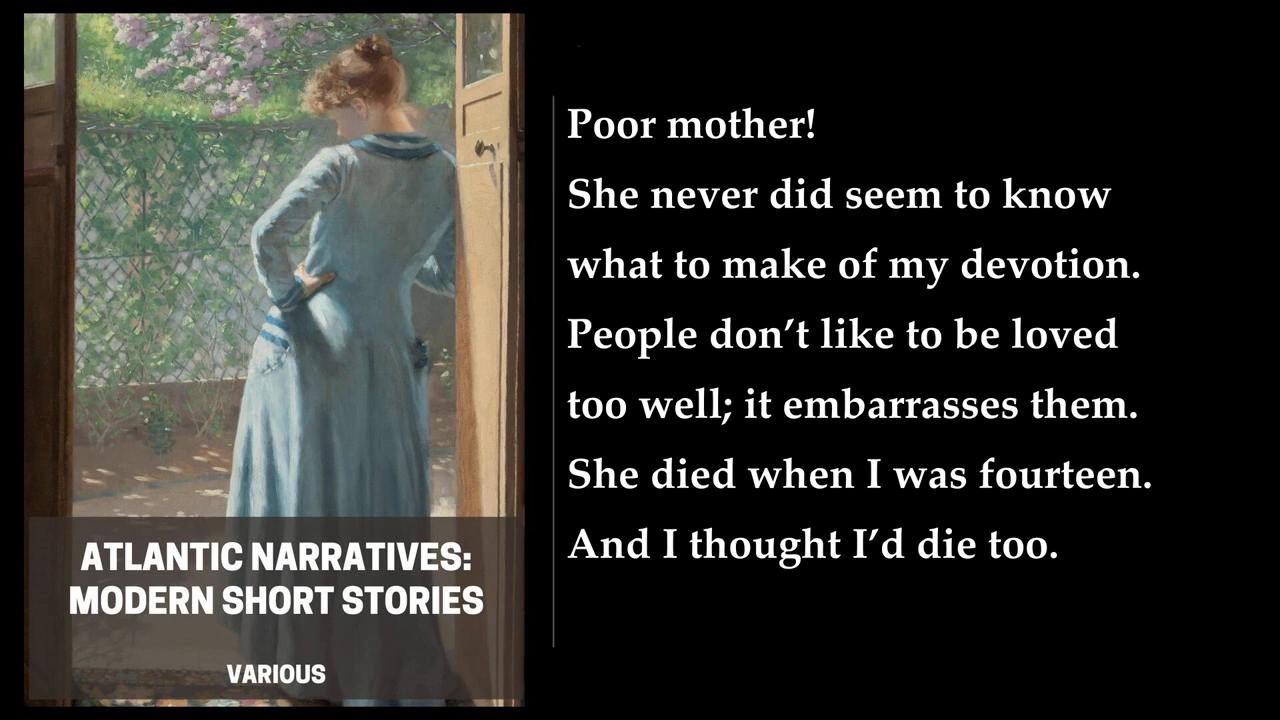 ATLANTIC NARRATIVES:
MODERN SHORT STORIES
VARIOUS
Poor mother!
She never did seem to know
what to make of my devotion.
People don’t like to be loved
too well; it embarrasses them.
She died when I was fourteen.
And I thought I’d die too.